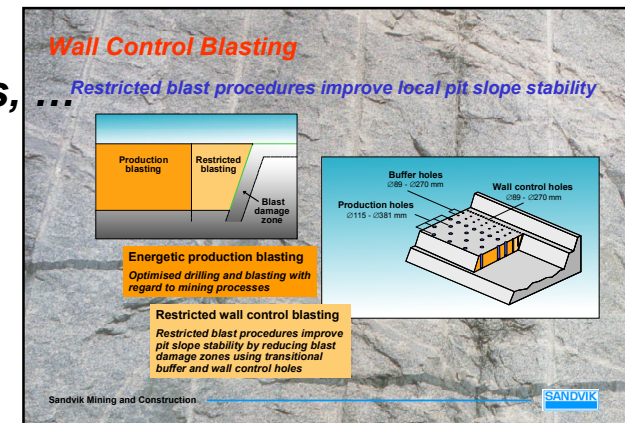 Wall Control Blasting
s, ...
Restricted blast procedures improve local pit slope stability
Production
blasting
Restricted
blasting
Blast
damage
zone
Buffer holes
∅89 - ∅270 mm
Wall control holes
∅89 - ∅270 mm
Production holes
∅115 - ∅381 mm
Energetic production blasting
Optimised drilling and blasting with
regard to mining processes
Restricted wall control blasting
Restricted blast procedures improve
pit slope stability by reducing blast
damage zones using transitional
buffer and wall control holes
Sandvik Mining and Construction
SANDVIK